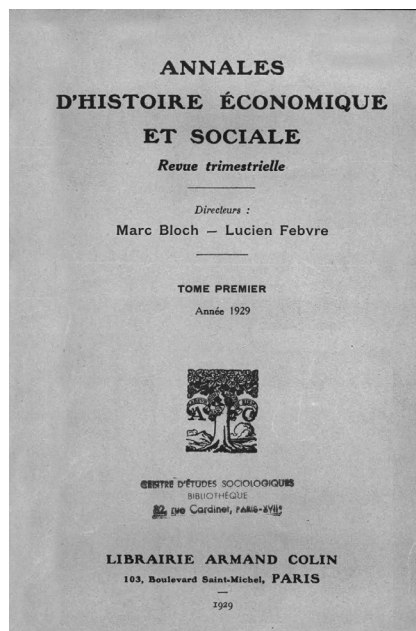 ANNALES
D'HISTOIRE ÉCONOMIQUE
ET SOCIALE
Revue trimestrielle
Directeurs :
Marc Bloch — Lucien Febvre
TOME PREMIER
Année 1929
A C
CENTRE D'ÉTUDES SOCIOLOGIQUES
BIBLIOTHÈQUE
82, rue Cardinet, PARIS-XVIIe
LIBRAIRIE ARMAND COLIN
103, Boulevard Saint-Michel, PARIS
1929